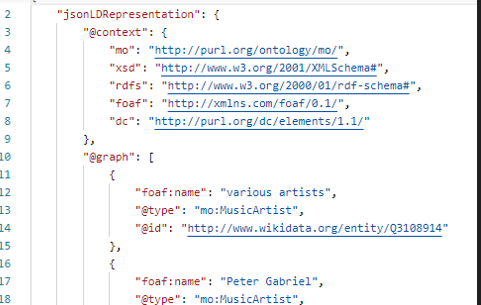 2 "jsonLDRepresentation": {
3 "@context": {
4 "mo": "http://purl.org/ontology/mo/",
5 "xsd": "http://www.w3.org/2001/XMLSchema#",
6 "rdfs": "http://www.w3.org/2000/01/rdf-schema#",
7 "foaf": "http://xmlns.com/foaf/0.1/",
8 "dc": "http://purl.org/dc/elements/1.1/"
9 },
10 "@graph": [
11 {
12 "foaf:name": "various artists",
13 "@type": "mo:MusicArtist",
14 "@id": "http://www.wikidata.org/entity/Q3108914"
15 },
16 {
17 "foaf:name": "Peter Gabriel",
18 "@type": "mo:MusicArtist",